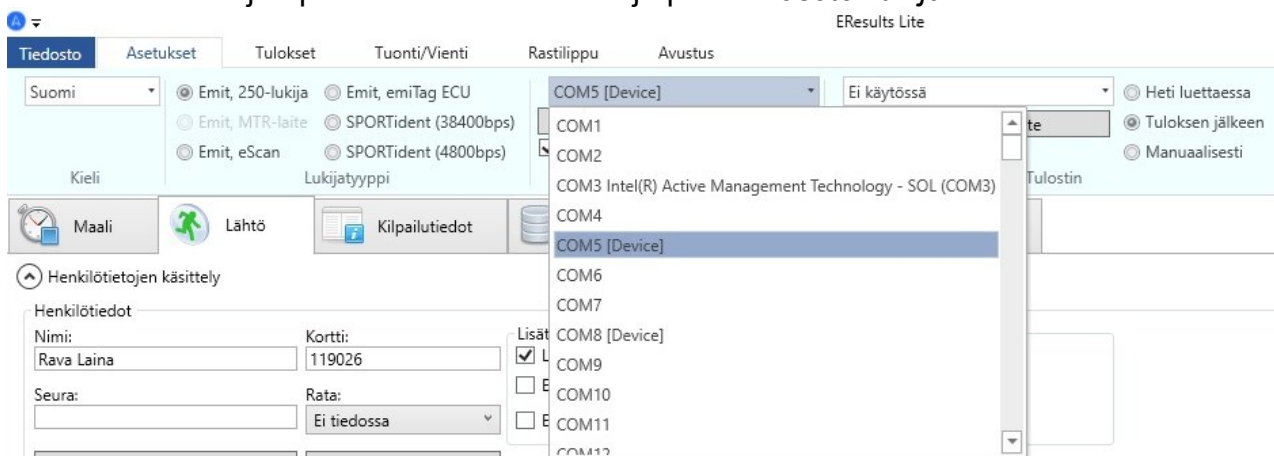 EResults Lite
Tiedosto Asetukset Tulokset Tuonti/Vienti Rastilippu Avustus
Suomi
Emit, 250-lukija
Emit, emiTag ECU
Emit, MTR-laite
SPORTident (38400bps)
Emit, eScan
SPORTident (4800bps)
Kieli
Lukijatyyppi
COM5 [Device]
COM1
COM2
COM3 Intel(R) Active Management Technology - SOL (COM3)
COM4
COM5 [Device]
COM6
COM7
COM8 [Device]
COM9
COM10
COM11
COM12
Ei käytössä
Heti luettaessa
Tuloksen jälkeen
Manuaalisesti
Tulostin
Maali
Lähtö
Kilpailutiedot
Henkilötietojen käsittely
Henkilötiedot
Nimi:
Kortti:
Rava Laina
119026
Seura:
Rata:
Ei tiedossa